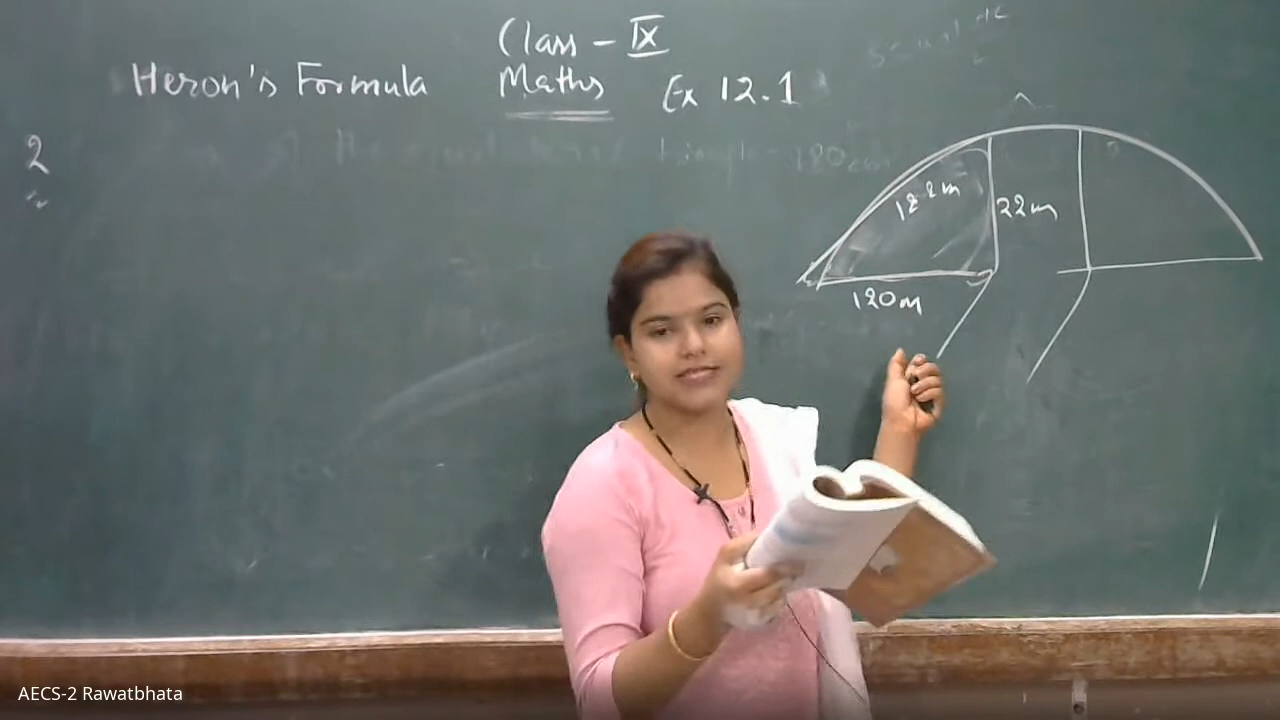 Class - IX
Heron's Formula Maths Ex 12.1
2
122m
22m
120m
AECS-2 Rawatbhata